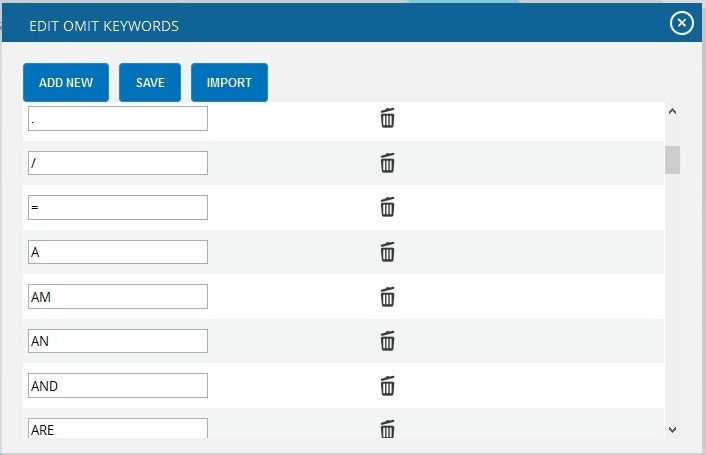 EDIT OMIT KEYWORDS
ADD NEW SAVE IMPORT
.
/
=
A
AM
AN
AND
ARE